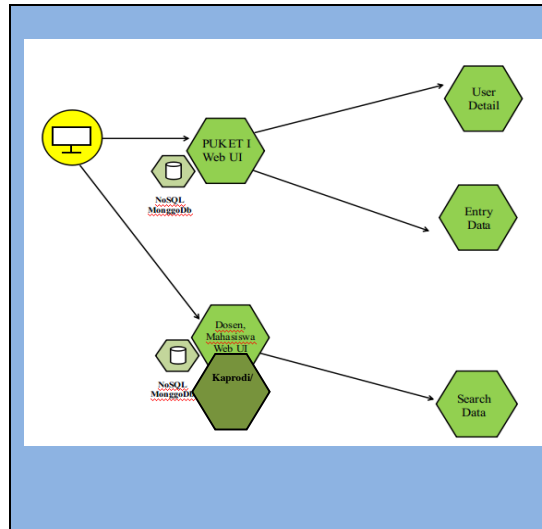 User
Detail
PUKET I
Web UI
NoSQL
MonggoDb
Entry
Data
Dosen,
Mahasiswa
Web UI
NoSQL
MonggoDb
Kaprodi/
Search
Data